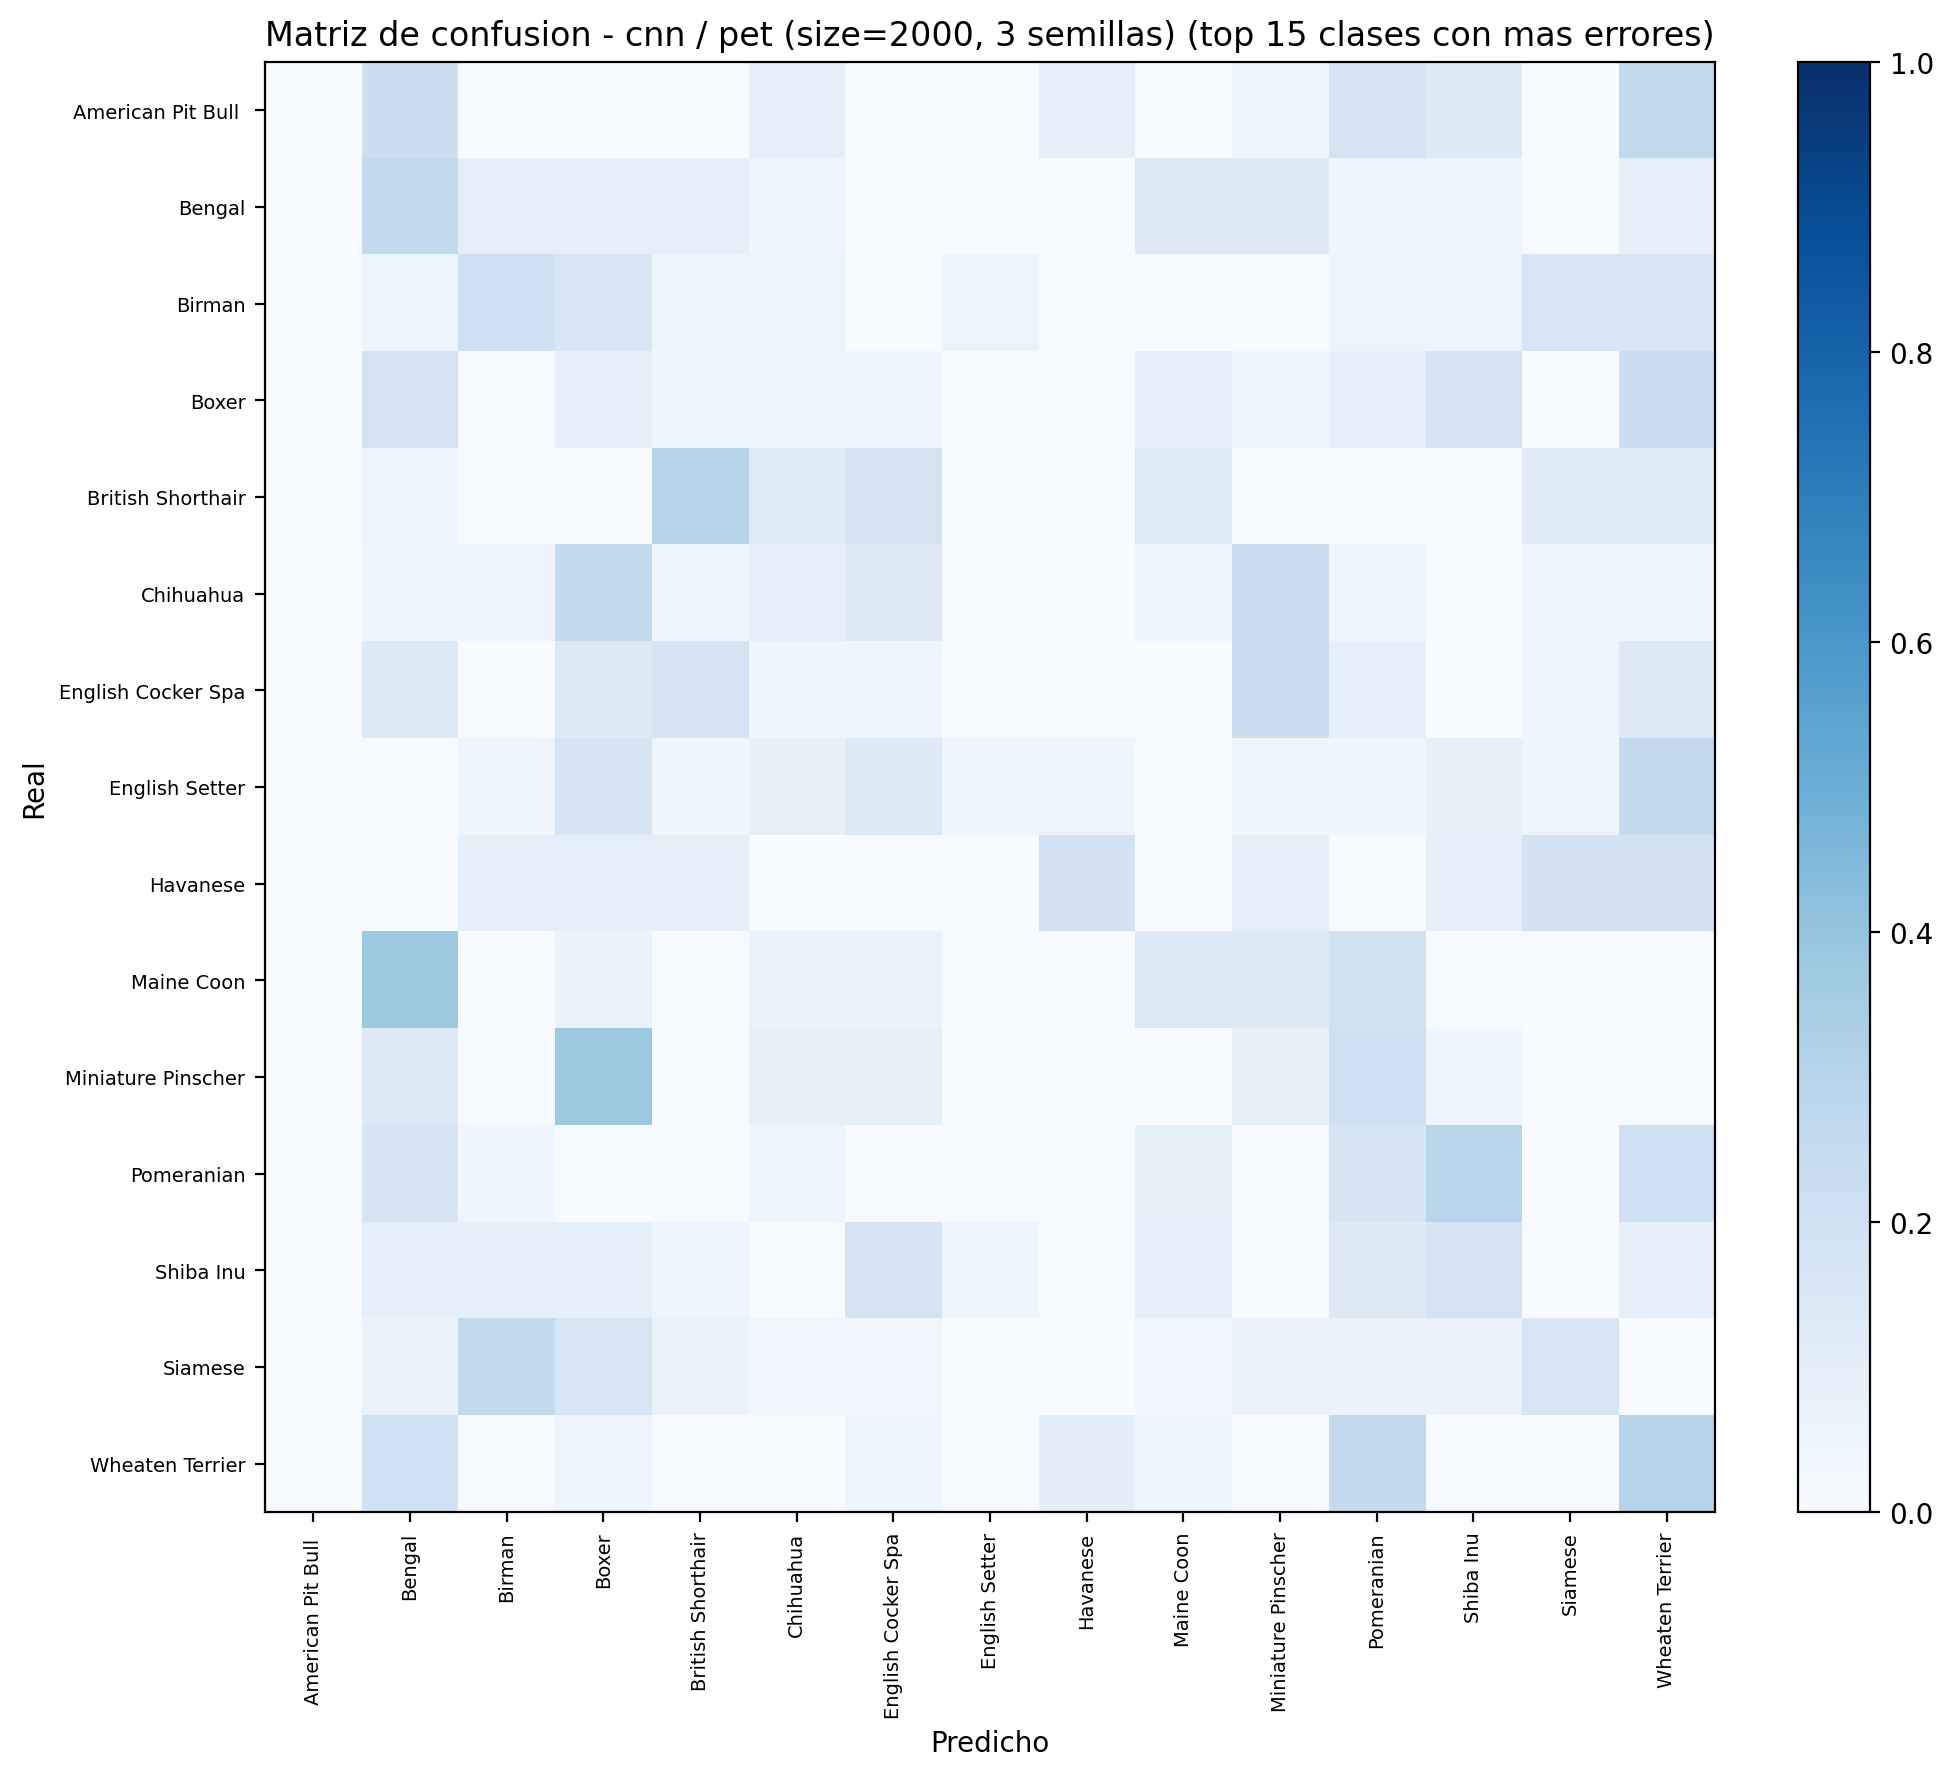 Matriz de confusion - cnn / pet (size=2000, 3 semillas) (top 15 clases con mas errores)
American Pit Bull
Bengal
Birman
Boxer
British Shorthair
Chihuahua
English Cocker Spa
English Setter
Havanese
Maine Coon
Miniature Pinscher
Pomeranian
Shiba Inu
Siamese
Wheaten Terrier
Real
American Pit Bull
Bengal
Birman
Boxer
British Shorthair
Chihuahua
English Cocker Spa
English Setter
Havanese
Maine Coon
Miniature Pinscher
Pomeranian
Shiba Inu
Siamese
Wheaten Terrier
Predicho
1.0
0.8
0.6
0.4
0.2
0.0